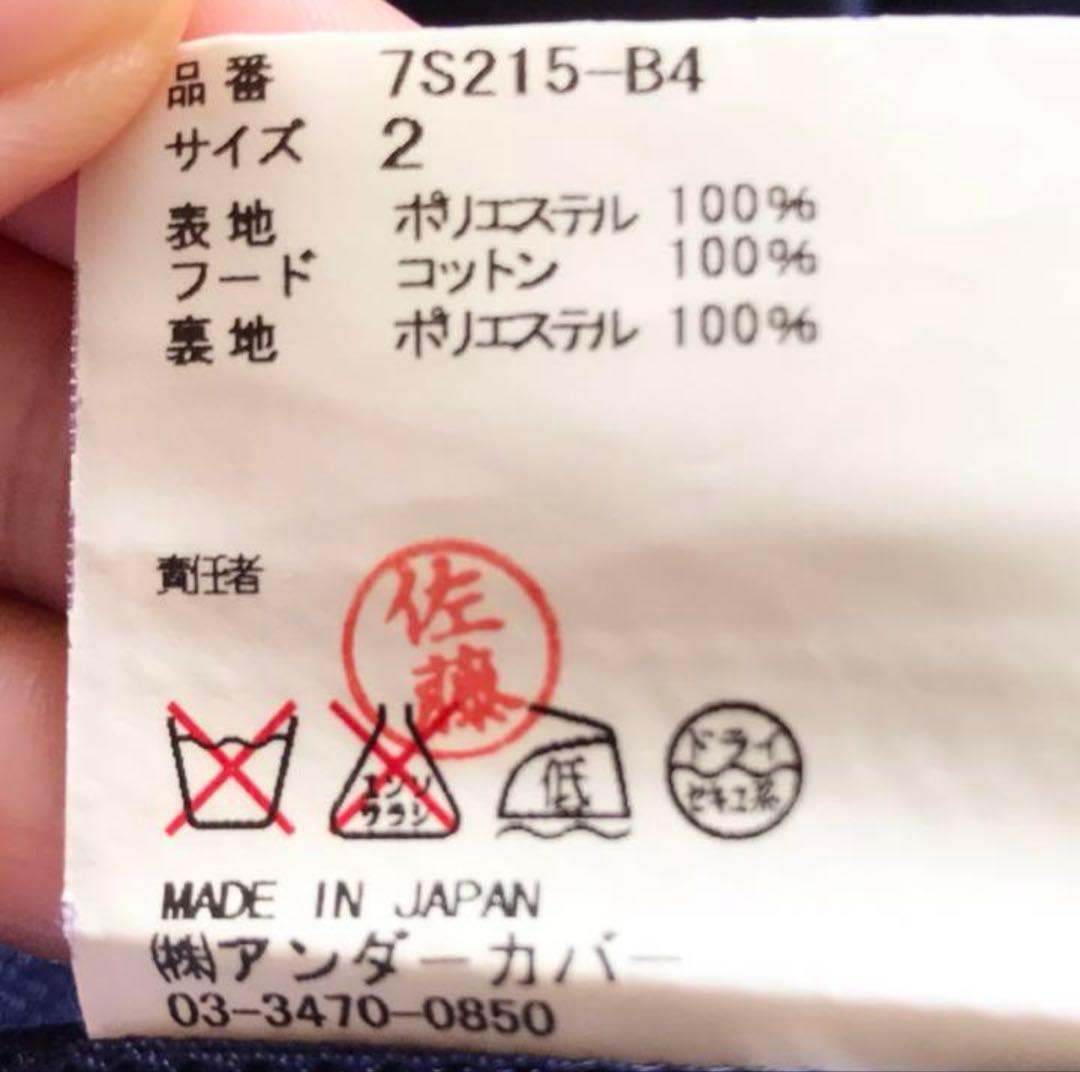 品番 7S215-B4
サイズ 2
表地 ポリエステル 100%
フード コットン 100%
裏地 ポリエステル 100%
責任者
佐
藤
エンソ
サラシ
低
ドライ
セキユ系
MADE IN JAPAN
㈱アンダーカバー
03-3470-0850